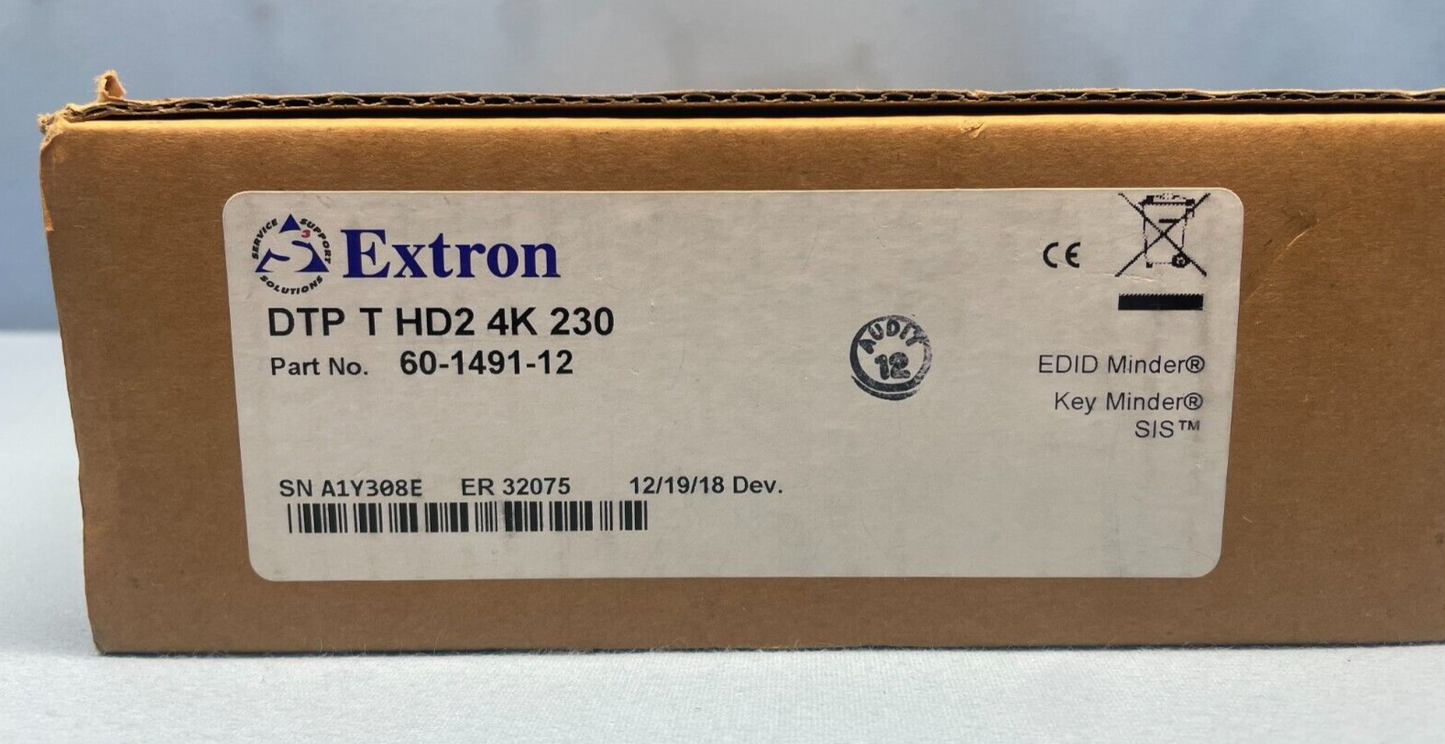 SERVICE SUPPORT SOLUTIONS
S3 Extron
CE
DTP T HD2 4K 230
Part No. 60-1491-12
AUDIT
12
EDID Minder®
Key Minder®
SIS™
SN A1Y308E ER 32075 12/19/18 Dev.